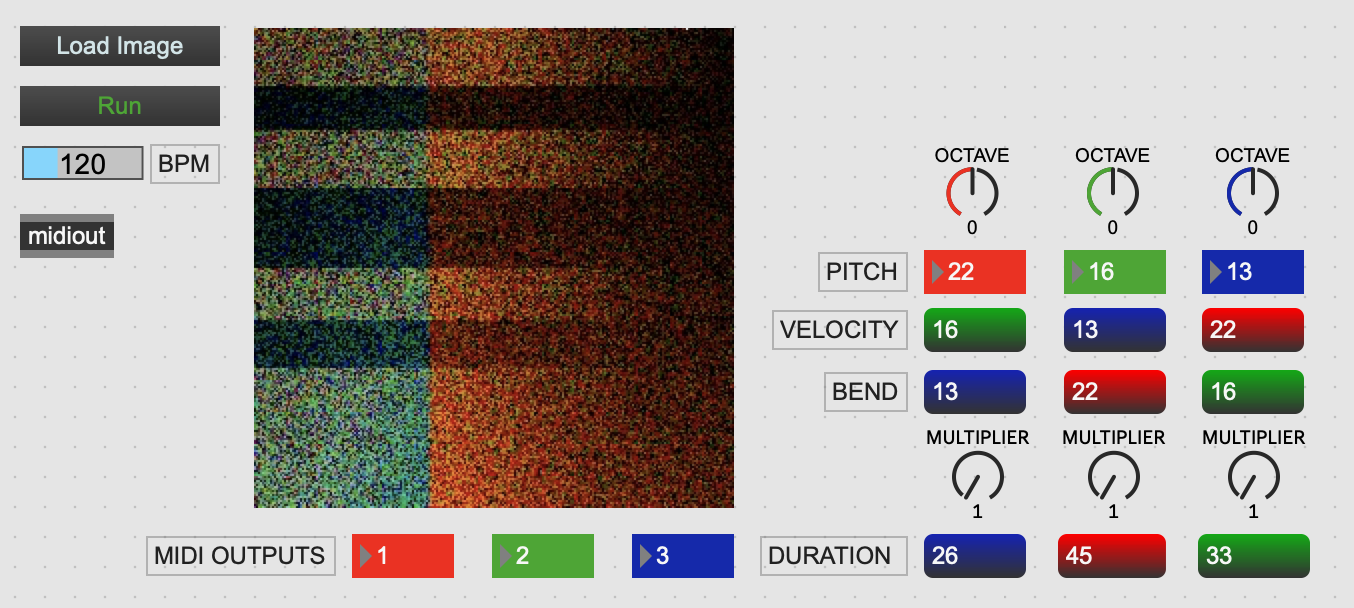 Load Image
Run
120 BPM
midiout
OCTAVE OCTAVE OCTAVE
0 0 0
PITCH 22 16 13
VELOCITY 16 13 22
BEND 13 22 16
MULTIPLIER MULTIPLIER MULTIPLIER
1 1 1
MIDI OUTPUTS 1 2 3 DURATION 26 45 33